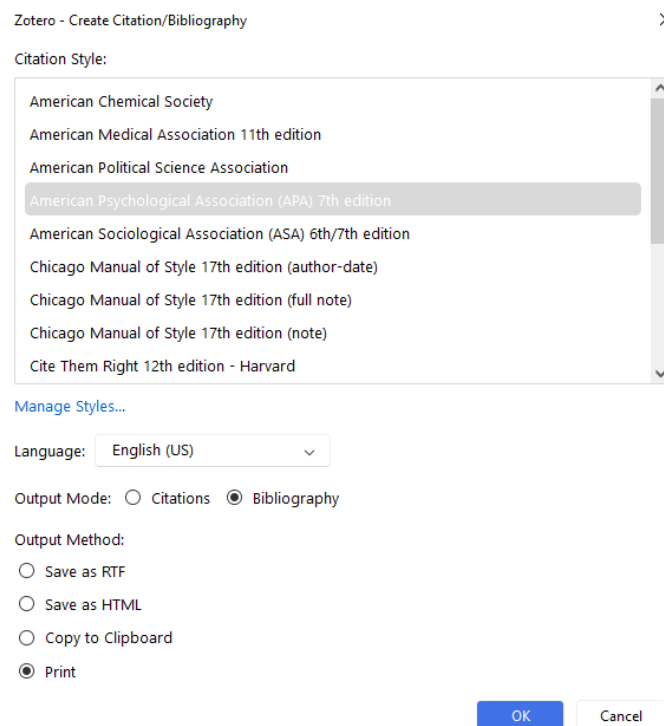 Zotero - Create Citation/Bibliography
Citation Style:
American Chemical Society
American Medical Association 11th edition
American Political Science Association
American Psychological Association (APA) 7th edition
American Sociological Association (ASA) 6th/7th edition
Chicago Manual of Style 17th edition (author-date)
Chicago Manual of Style 17th edition (full note)
Chicago Manual of Style 17th edition (note)
Cite Them Right 12th edition - Harvard
Manage Styles...
Language: English (US)
Output Mode: Citations Bibliography
Output Method:
Save as RTF
Save as HTML
Copy to Clipboard
Print
OK Cancel